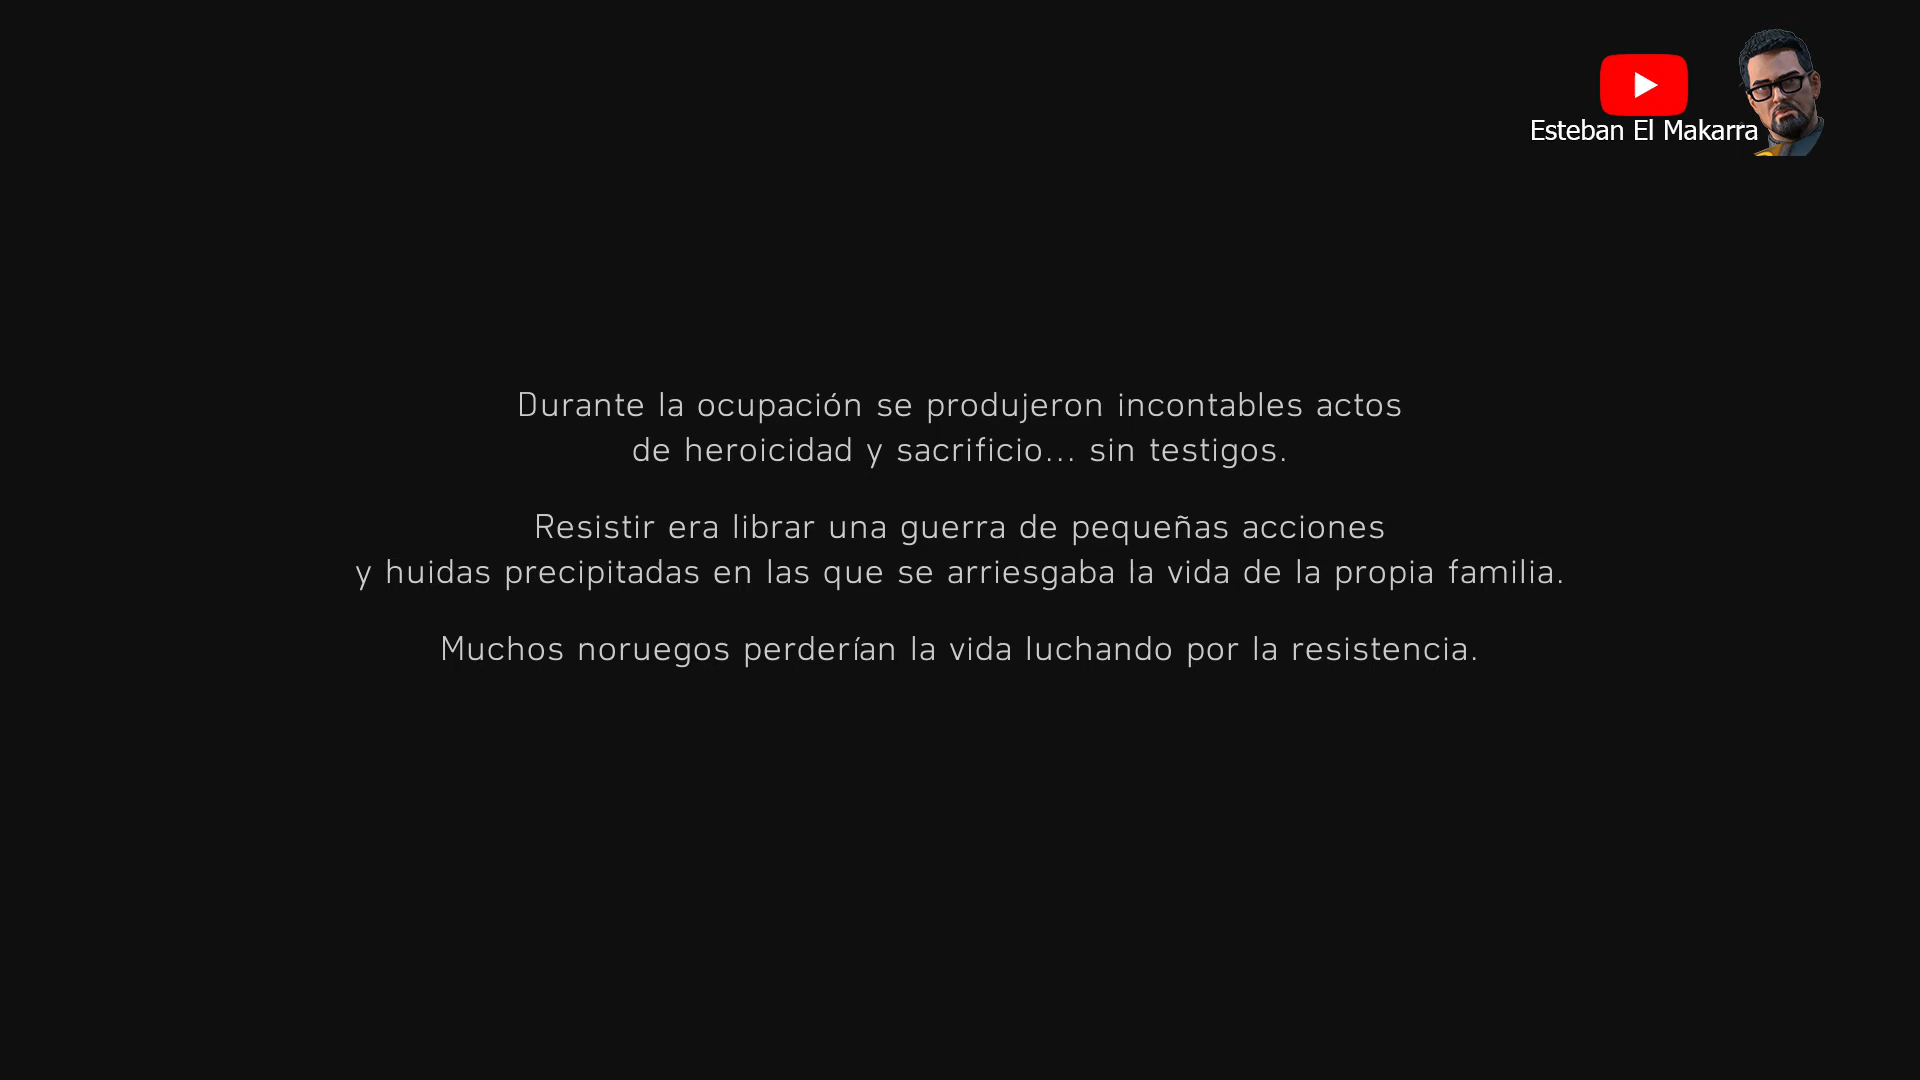 Esteban El Makarra
Durante la ocupación se produjeron incontables actos
de heroicidad y sacrificio... sin testigos.
Resistir era librar una guerra de pequeñas acciones
y huidas precipitadas en las que se arriesgaba la vida de la propia familia.
Muchos noruegos perderían la vida luchando por la resistencia.